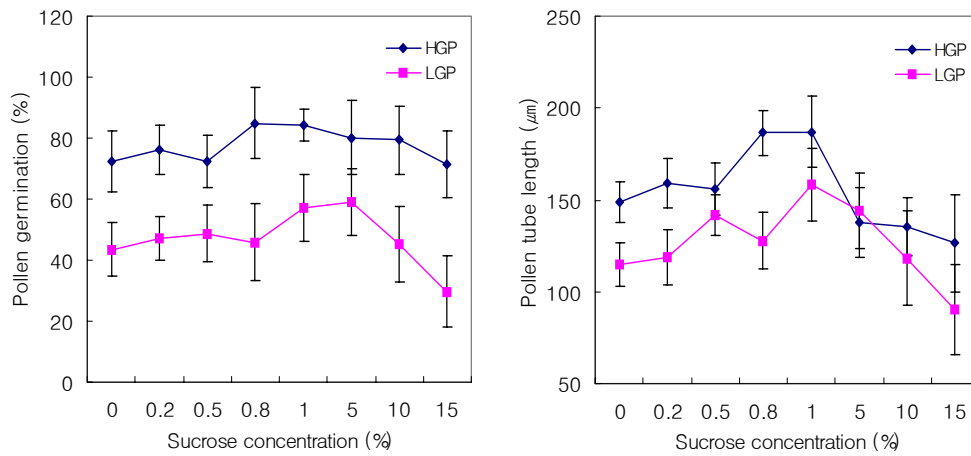 120
100
80
60
40
20
0
Pollen germination (%)
HGP
LGP
0 0.2 0.5 0.8 1 5 10 15
Sucrose concentration (%)
250
200
150
100
50
Pollen tube length (㎛)
HGP
LGP
0 0.2 0.5 0.8 1 5 10 15
Sucrose concentration (%)